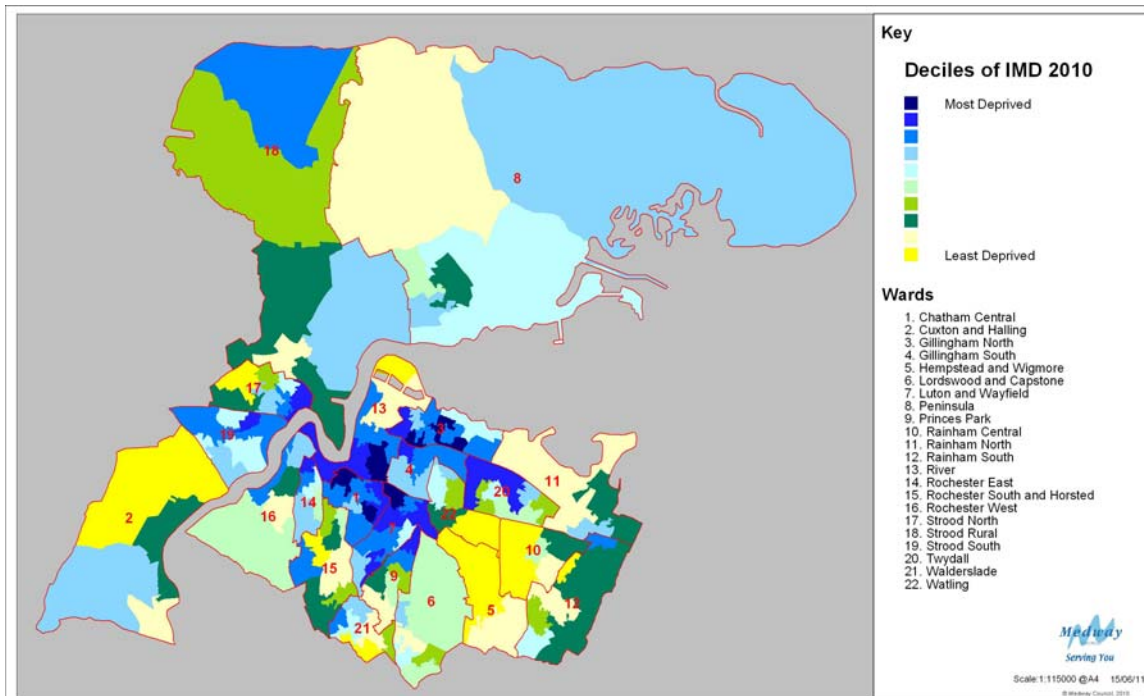 Key
Deciles of IMD 2010
Most Deprived
Least Deprived
Wards
1. Chatham Central
2. Cuxton and Halling
3. Gillingham North
4. Gillingham South
5. Hempstead and Wigmore
6. Lordswood and Capstone
7. Luton and Wayfield
8. Peninsula
9. Princes Park
10. Rainham Central
11. Rainham North
12. Rainham South
13. River
14. Rochester East
15. Rochester South and Horsted
16. Rochester West
17. Strood North
18. Strood Rural
19. Strood South
20. Twydall
21. Walderslade
22. Watling
18
8
17
13
3
19
4
11
20
14
1
16
2
10
15
9
6
5
12
21
Medway
Serving You
Scale:1:115000 @A4 15/06/11
© Medway Council, 2010